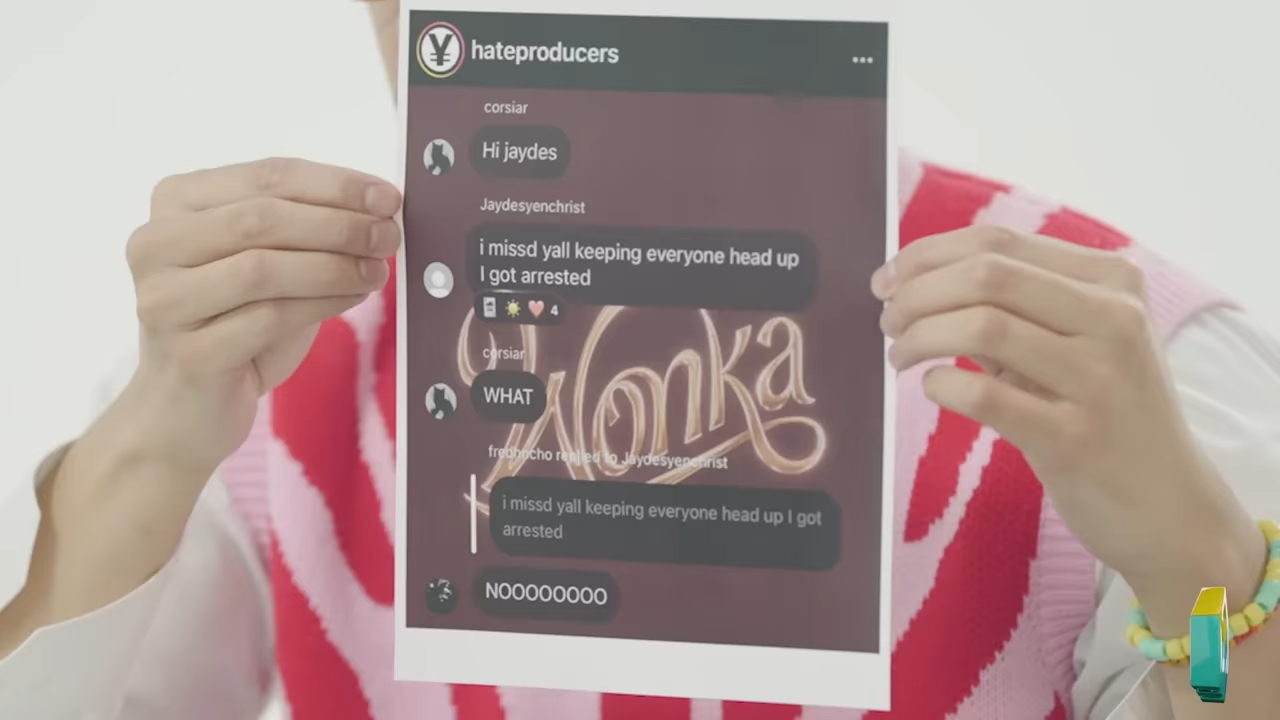 ¥ hateproducers
corsiar
Hi jaydes
Jaydesyenchrist
i missd yall keeping everyone head up
I got arrested
4
corsiar
WHAT
Wonka
fredhncho replied to Jaydesyenchrist
i missd yall keeping everyone head up I got
arrested
NOOOOOOOO